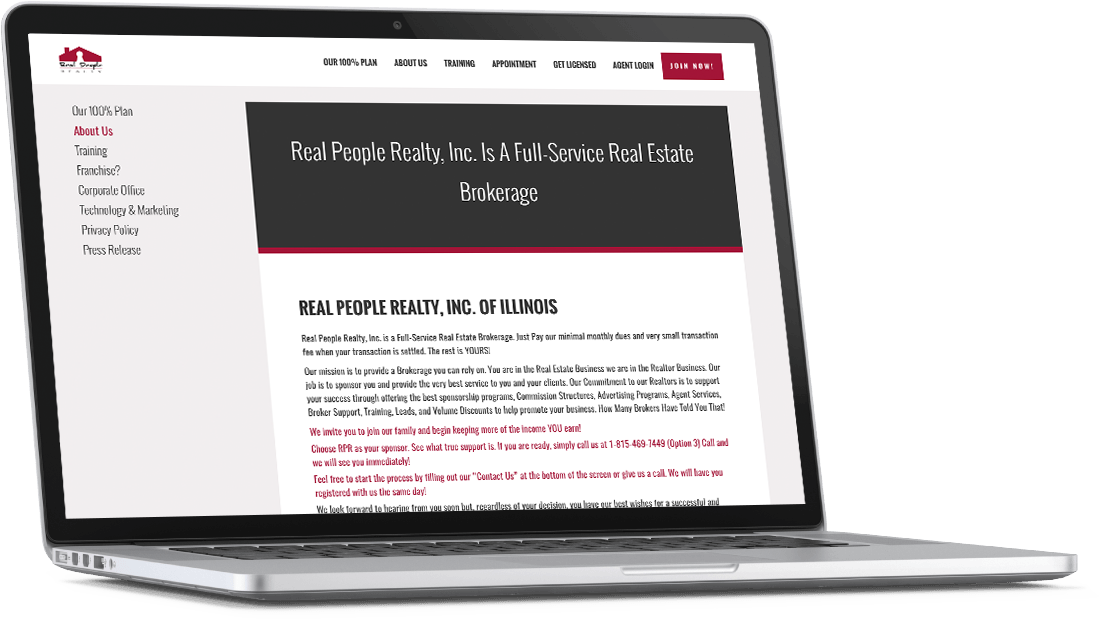 Real People
REALTY
OUR 100% PLAN
ABOUT US
TRAINING
APPOINTMENT
GET LICENSED
AGENT LOGIN
JOIN NOW!
Our 100% Plan
About Us
Training
Franchise?
Corporate Office
Technology & Marketing
Privacy Policy
Press Release
Real People Realty, Inc. Is A Full-Service Real Estate
Brokerage
REAL PEOPLE REALTY, INC. OF ILLINOIS
Real People Realty, Inc. is a Full-Service Real Estate Brokerage. Just Pay our minimal monthly dues and very small transaction
fee when your transaction is settled. The rest is YOURS!
Our mission is to provide a Brokerage you can rely on. You are in the Real Estate Business we are in the Realtor Business. Our
job is to sponsor you and provide the very best service to you and your clients. Our Commitment to our Realtors is to support
your success through offering the best sponsorship programs, Commission Structures, Advertising Programs, Agent Services,
Broker Support, Training, Leads, and Volume Discounts to help promote your business. How Many Brokers Have Told You That!
We invite you to join our family and begin keeping more of the income YOU earn!
Choose RPR as your sponsor. See what true support is. If you are ready, simply call us at 1-815-469-7449 (Option 3) Call and
we will see you immediately!
Feel free to start the process by filling out our "Contact Us" at the bottom of the screen or give us a call. We will have you
registered with us the same day!
We look forward to hearing from you soon but, regardless of your decision, you have our best wishes for a successful and